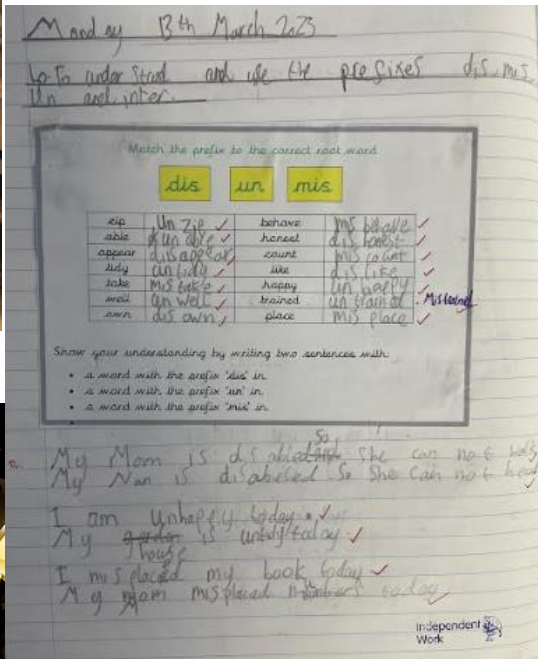 Monday 13th March 2023
Lo-To understand and use the prefixes dis, mis,
un and inter.
Match the prefix to the correct root word
dis un mis
zip un zip behave mis behave
able un able honest dis honest
appear dis appear count mis count
tidy un tidy like dis like
take mis take happy un happy
well un well trained un trained . Mistrained
own dis own place mis place
Show your understanding by writing two sentences with:
• a word with the prefix 'dis' in.
• a word with the prefix 'un' in.
• a word with the prefix 'mis' in.
My Mom is so she can not
My Nan is disabeled so she can not
I am unhappy today.
My house is untidy today
I misplaced my book today
My mom misplaced numbers today
Independent
Work